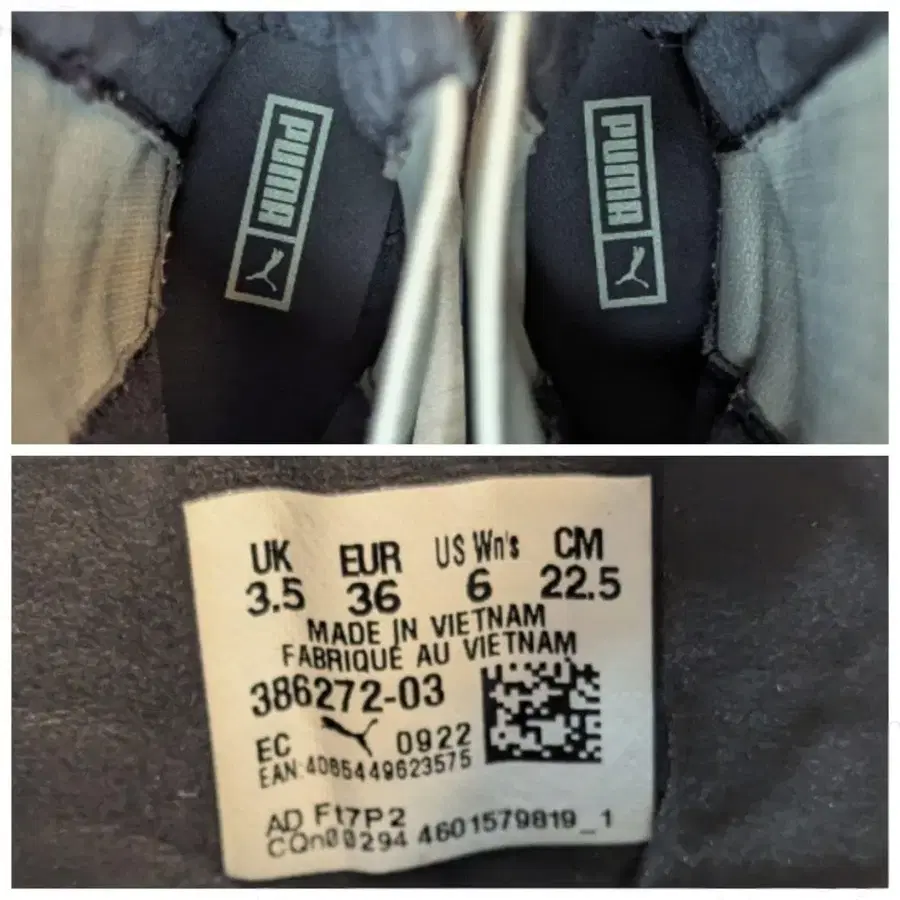 PUMA
PUMA
UK EUR US Wn's CM
3.5 36 6 22.5
MADE IN VIETNAM
FABRIQUÉ AU VIETNAM
386272-03
EC 0922
EAN:4065449623575
AD Ft7P2
CQn00294 4601579819_1